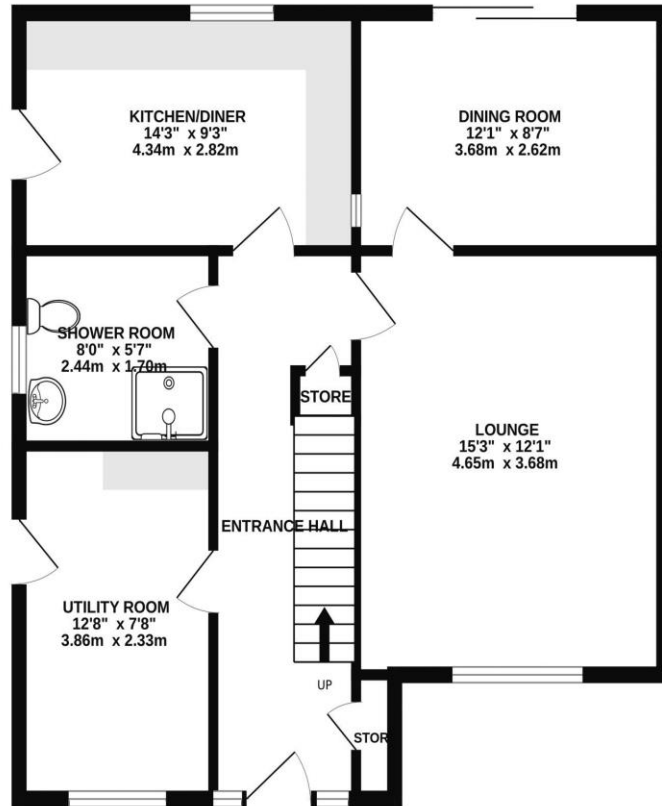 KITCHEN/DINER
14'3" x 9'3"
4.34m x 2.82m
DINING ROOM
12'1" x 8'7"
3.68m x 2.62m
SHOWER ROOM
8'0" x 5'7"
2.44m x 1.70m
STORE
LOUNGE
15'3" x 12'1"
4.65m x 3.68m
ENTRANCE HALL
UTILITY ROOM
12'8" x 7'8"
3.86m x 2.33m
UP
STOR